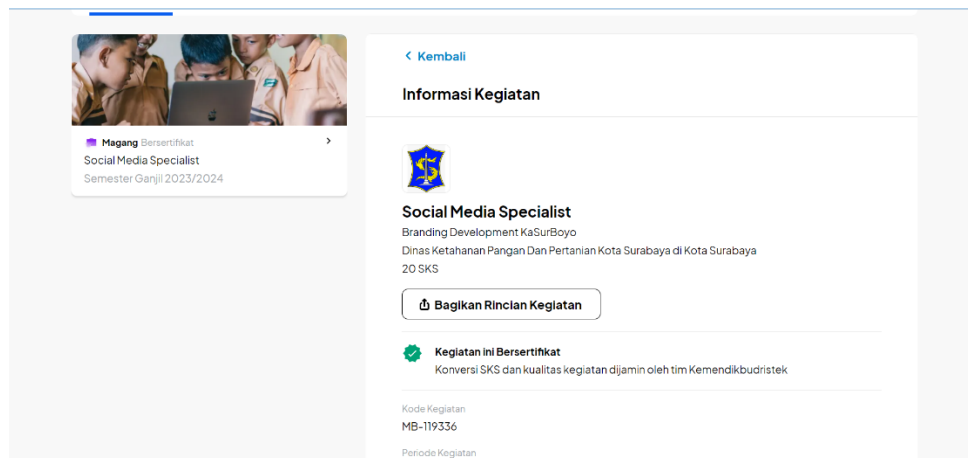 Magang Bersertifikat
Social Media Specialist
Semester Ganjil 2023/2024
Kembali
Informasi Kegiatan
Social Media Specialist
Branding Development KaSurBoyo
Dinas Ketahanan Pangan Dan Pertanian Kota Surabaya di Kota Surabaya
20 SKS
Bagikan Rincian Kegiatan
Kegiatan ini Bersertifikat
Konversi SKS dan kualitas kegiatan dijamin oleh tim Kemendikbudristek
Kode Kegiatan
MB-119336
Periode Kegiatan